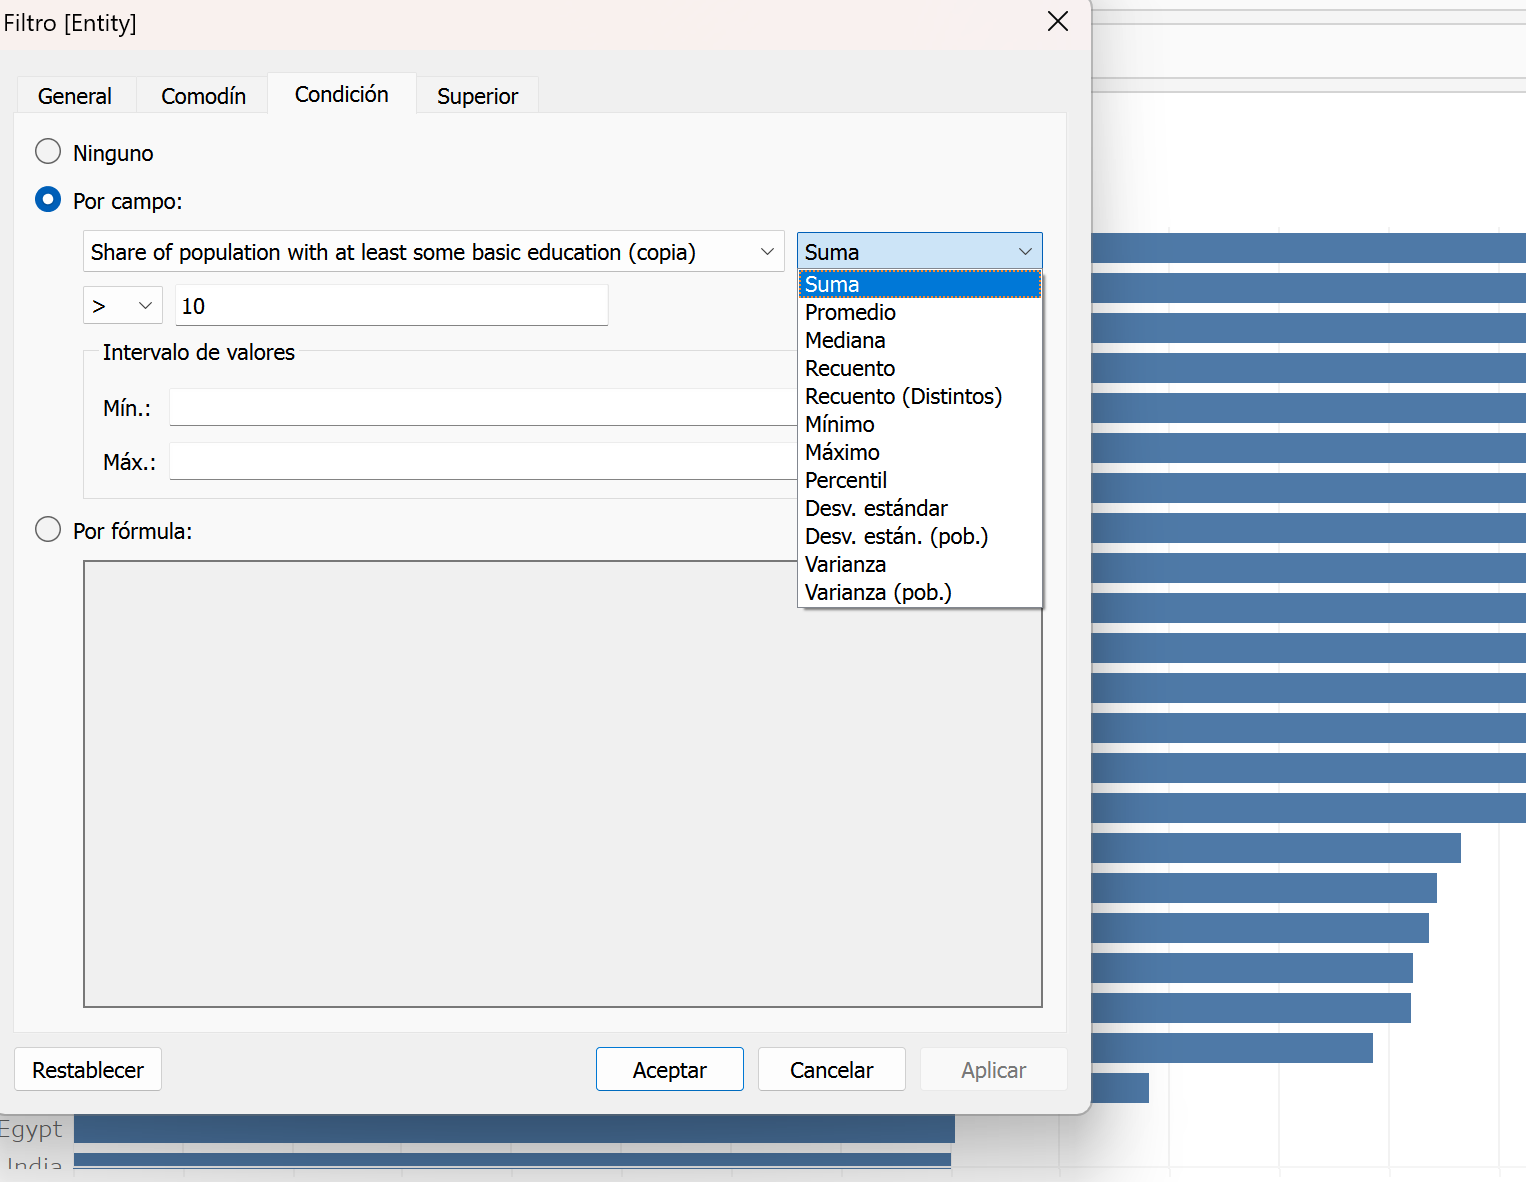 Filtro [Entity]
General
Comodín
Condición
Superior
Ninguno
Por campo:
Share of population with at least some basic education (copia)
Suma
>
10
Suma
Promedio
Mediana
Recuento
Recuento (Distintos)
Mínimo
Máximo
Percentil
Desv. estándar
Desv. están. (pob.)
Varianza
Varianza (pob.)
Intervalo de valores
Mín.:
Máx.:
Por fórmula:
Restablecer
Aceptar
Cancelar
Aplicar
Egypt
India